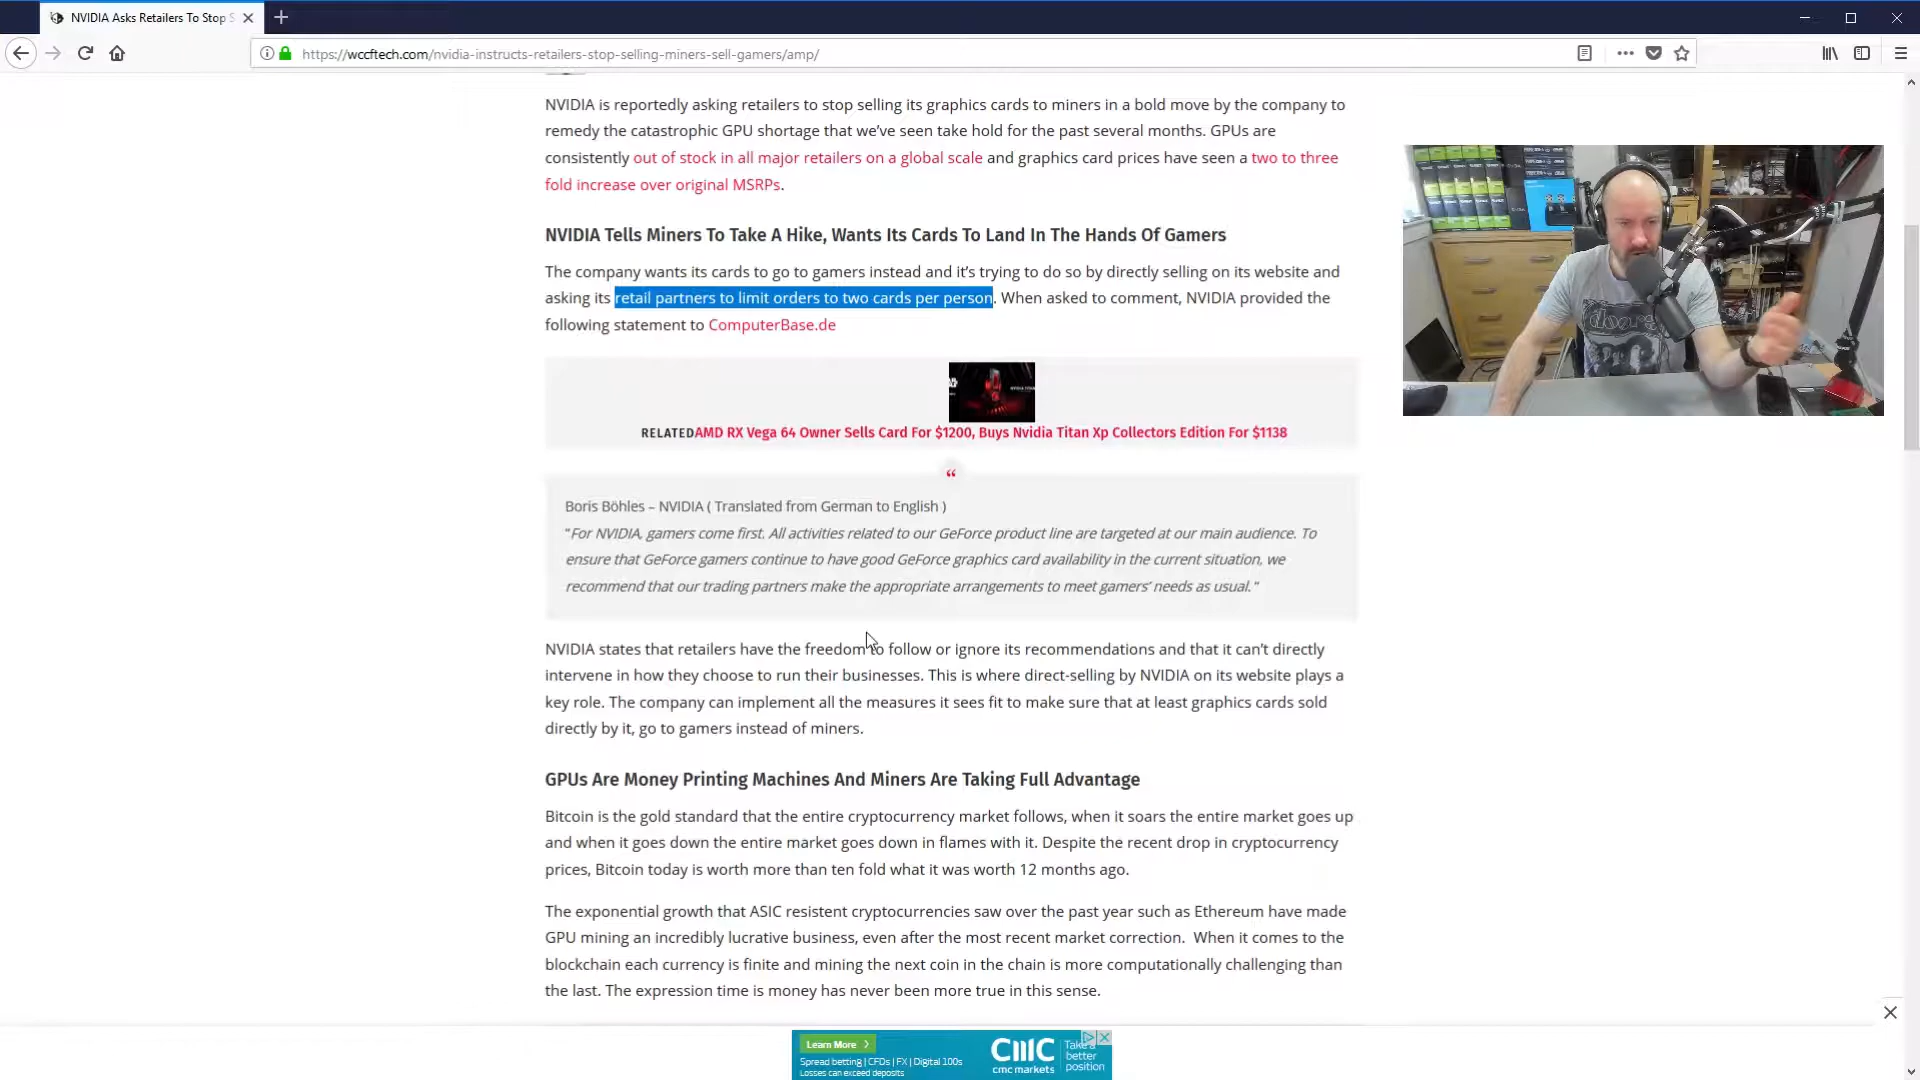 NVIDIA Asks Retailers To Stop S
https://wccftech.com/nvidia-instructs-retailers-stop-selling-miners-sell-gamers/amp/
NVIDIA is reportedly asking retailers to stop selling its graphics cards to miners in a bold move by the company to
remedy the catastrophic GPU shortage that we've seen take hold for the past several months. GPUs are
consistently out of stock in all major retailers on a global scale and graphics card prices have seen a two to three
fold increase over original MSRPs.
NVIDIA Tells Miners To Take A Hike, Wants Its Cards To Land In The Hands Of Gamers
The company wants its cards to go to gamers instead and it's trying to do so by directly selling on its website and
asking its retail partners to limit orders to two cards per person. When asked to comment, NVIDIA provided the
following statement to ComputerBase.de
RELATEDAMD RX Vega 64 Owner Sells Card For $1200, Buys Nvidia Titan Xp Collectors Edition For $1138
“
Boris Böhles – NVIDIA ( Translated from German to English )
“For NVIDIA, gamers come first. All activities related to our GeForce product line are targeted at our main audience. To
ensure that GeForce gamers continue to have good GeForce graphics card availability in the current situation, we
recommend that our trading partners make the appropriate arrangements to meet gamers’ needs as usual.”
NVIDIA states that retailers have the freedom to follow or ignore its recommendations and that it can't directly
intervene in how they choose to run their businesses. This is where direct-selling by NVIDIA on its website plays a
key role. The company can implement all the measures it sees fit to make sure that at least graphics cards sold
directly by it, go to gamers instead of miners.
GPUs Are Money Printing Machines And Miners Are Taking Full Advantage
Bitcoin is the gold standard that the entire cryptocurrency market follows, when it soars the entire market goes up
and when it goes down the entire market goes down in flames with it. Despite the recent drop in cryptocurrency
prices, Bitcoin today is worth more than ten fold what it was worth 12 months ago.
The exponential growth that ASIC resistent cryptocurrencies saw over the past year such as Ethereum have made
GPU mining an incredibly lucrative business, even after the most recent market correction.  When it comes to the
blockchain each currency is finite and mining the next coin in the chain is more computationally challenging than
the last. The expression time is money has never been more true in this sense.
Learn More >
Spread betting | CFDs | FX | Digital 100s
Losses can exceed deposits
cmc
cmc markets
Take a
better
position